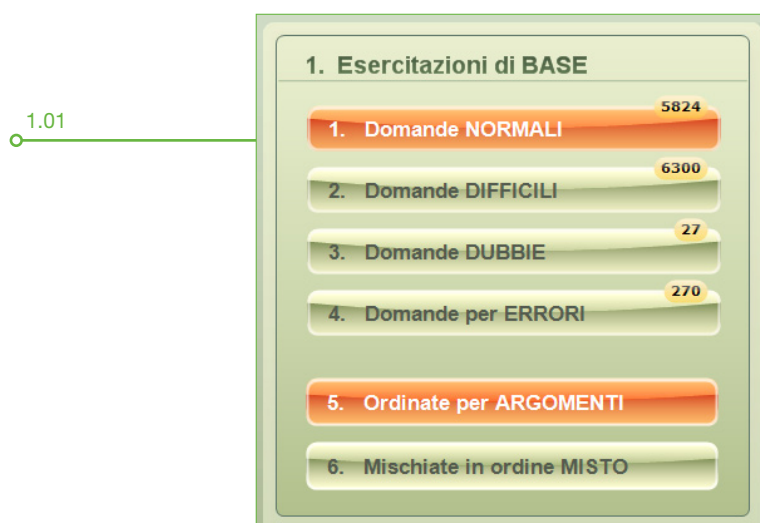 1. Esercitazioni di BASE
1.01
5824
1. Domande NORMALI
6300
2. Domande DIFFICILI
27
3. Domande DUBBIE
270
4. Domande per ERRORI
5. Ordinate per ARGOMENTI
6. Mischiate in ordine MISTO